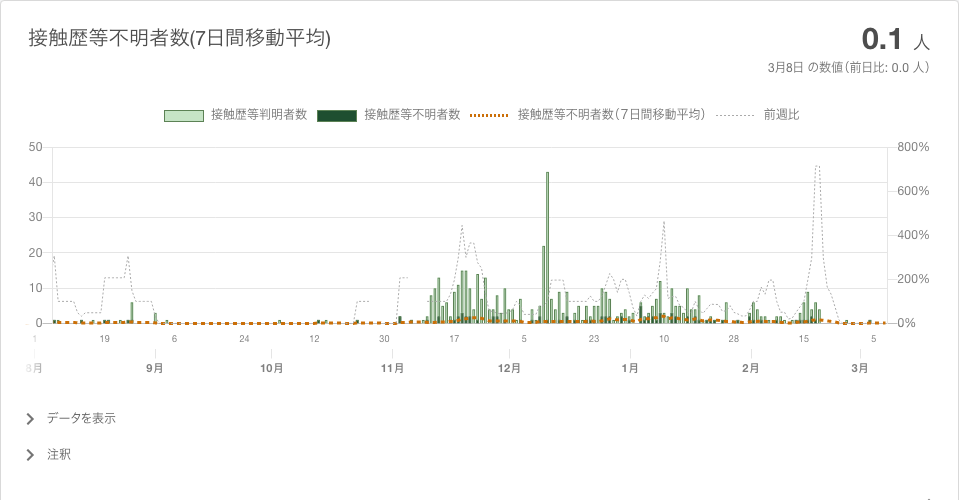 接触歴等不明者数(7日間移動平均)
0.1 人
3月8日 の数値（前日比: 0.0 人）
接触歴等判明者数 接触歴等不明者数 接触歴等不明者数（7日間移動平均） 前週比
50 800%
40 600%
30 400%
20 200%
10 0%
0
1 19 6 24 12 30 17 5 23 10 28 15 5
8月 9月 10月 11月 12月 1月 2月 3月
データを表示
注釈